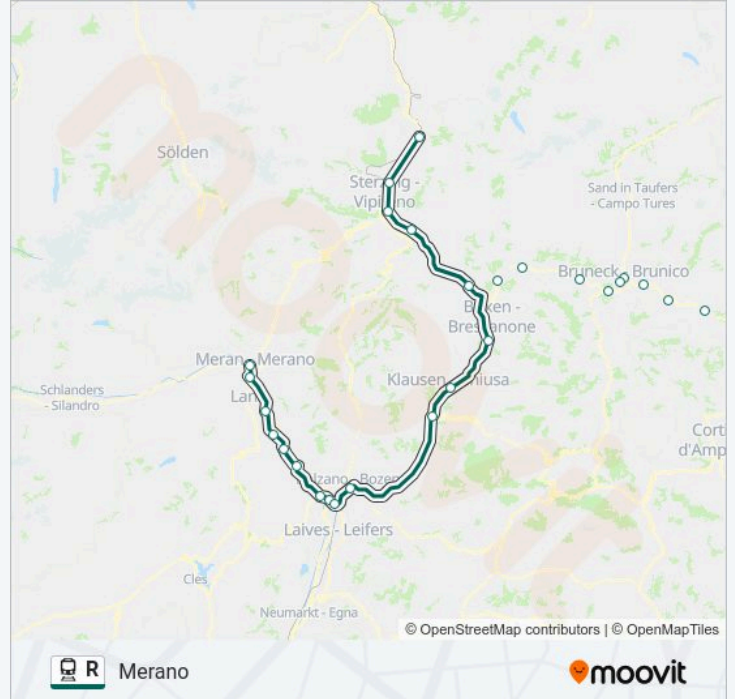 Sölden
Sterzing -
Vipiteno
Sand in Taufers
- Campo Tures
Bruneck - Brunico
Brixen -
Bressanone
Meran - Merano
Schlanders
- Silandro
Klausen - Chiusa
Cort
d'Amp
Laives - Leifers
Cles
Neumarkt - Egna
© OpenStreetMap contributors | © OpenMapTiles
R Merano
moovit